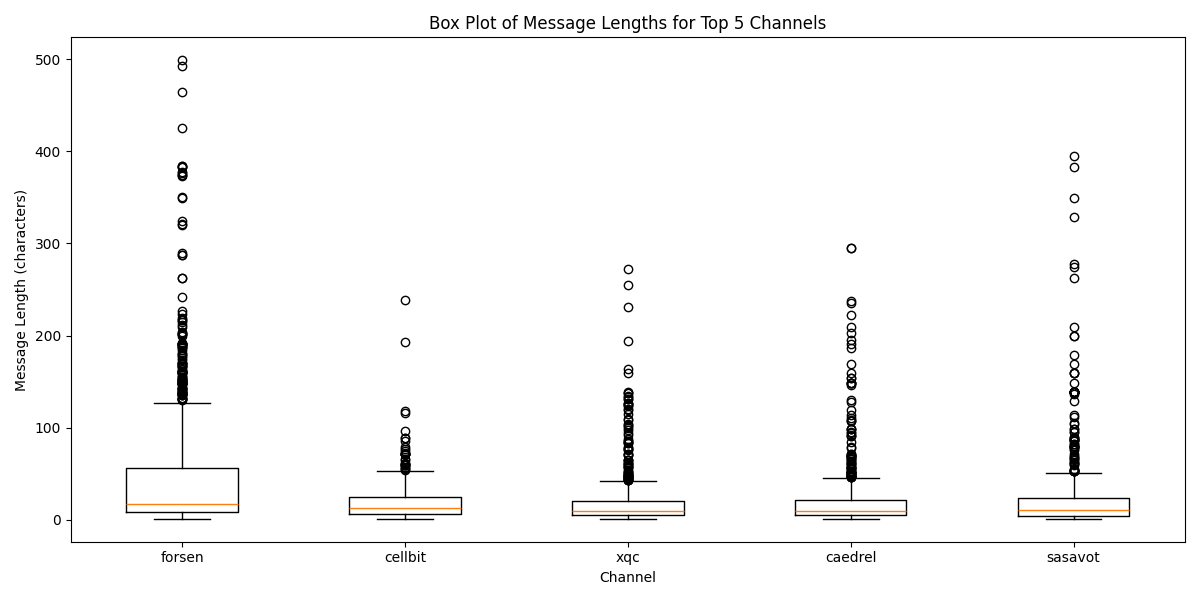 Box Plot of Message Lengths for Top 5 Channels
Message Length (characters)
500
400
300
200
100
0
forsen cellbit xqc caedrel sasavot
Channel